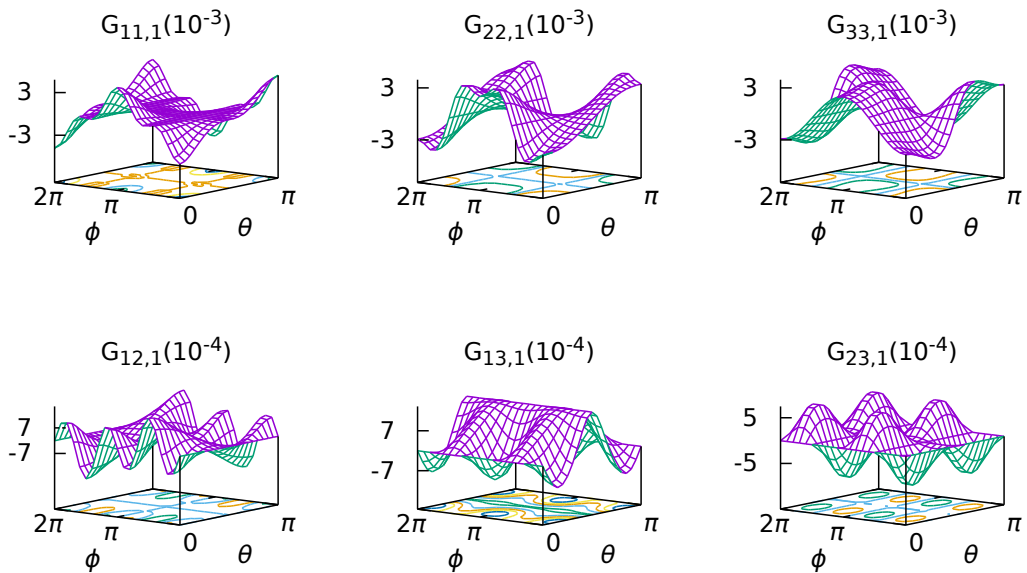 G₁₁,₁(10⁻³)
3
-3
2π
π
0
π
ϕ
θ
G₂₂,₁(10⁻³)
3
-3
2π
π
0
π
ϕ
θ
G₃₃,₁(10⁻³)
3
-3
2π
π
0
π
ϕ
θ
G₁₂,₁(10⁻⁴)
7
-7
2π
π
0
π
ϕ
θ
G₁₃,₁(10⁻⁴)
7
-7
2π
π
0
π
ϕ
θ
G₂₃,₁(10⁻⁴)
5
-5
2π
π
0
π
ϕ
θ